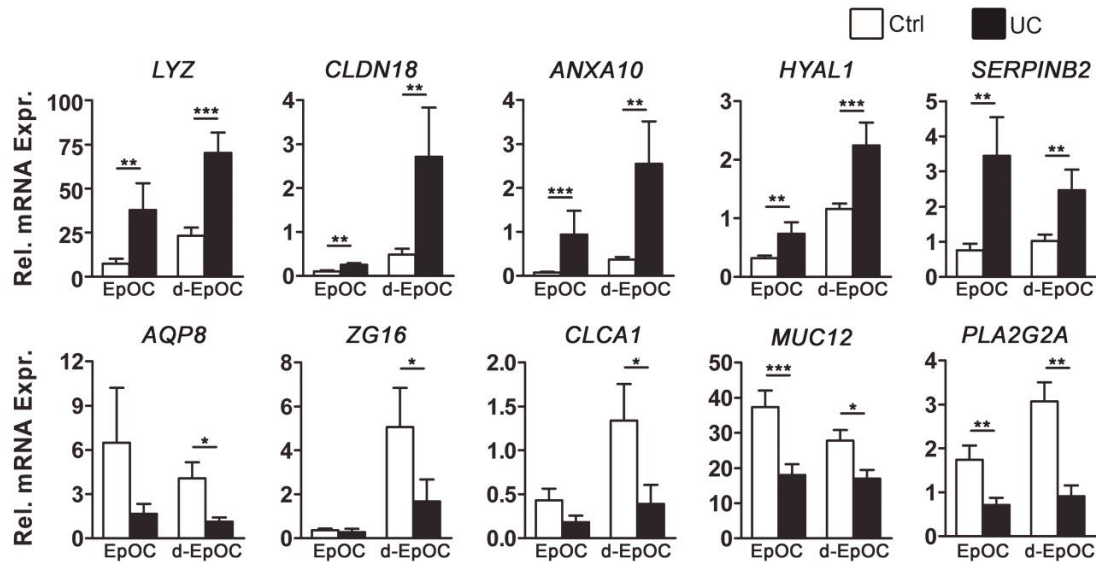 Ctrl UC
LYZ CLDN18 ANXA10 HYAL1 SERPINB2
Rel. mRNA Expr.
100 75 50 25 0
** ***
EpOC d-EpOC
4 3 2 1 0
** **
EpOC d-EpOC
4 3 2 1 0
*** **
EpOC d-EpOC
3 2 1 0
** ***
EpOC d-EpOC
5 4 3 2 1 0
** **
EpOC d-EpOC
AQP8 ZG16 CLCA1 MUC12 PLA2G2A
Rel. mRNA Expr.
12 9 6 3 0
*
EpOC d-EpOC
8 6 4 2 0
*
EpOC d-EpOC
2.0 1.5 1.0 0.5 0.0
*
EpOC d-EpOC
50 40 30 20 10 0
*** *
EpOC d-EpOC
4 3 2 1 0
** **
EpOC d-EpOC